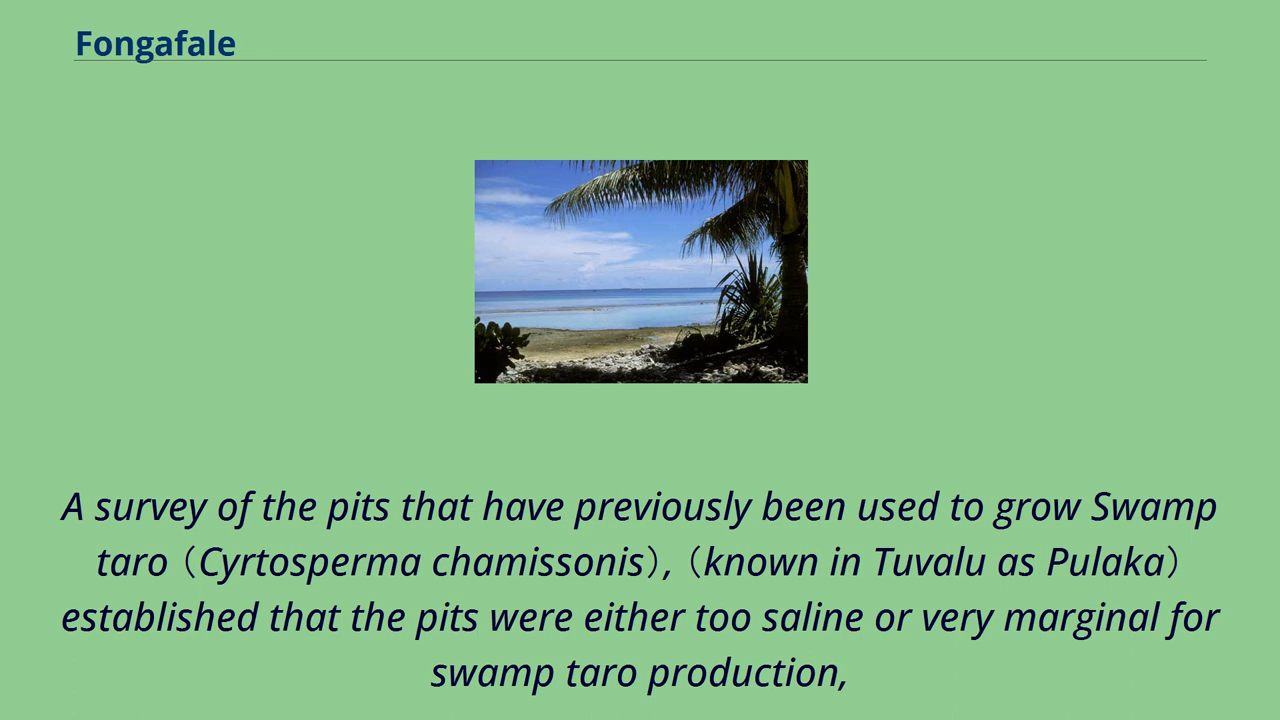 Fongafale
A survey of the pits that have previously been used to grow Swamp
taro（Cyrtosperma chamissonis）,（known in Tuvalu as Pulaka）
established that the pits were either too saline or very marginal for
swamp taro production,